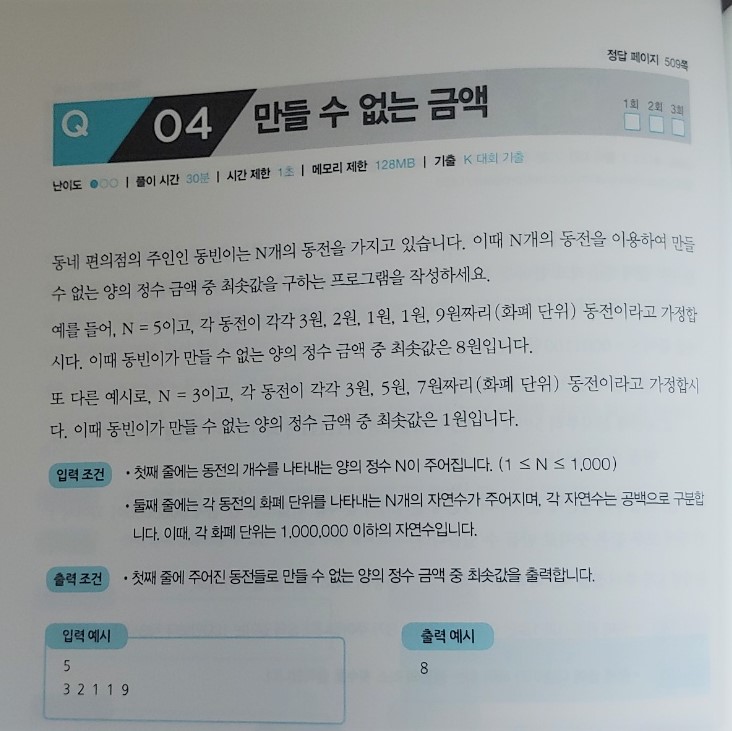 정답 페이지 509쪽
Q 04 만들 수 없는 금액
1회 2회 3회
난이도 ●○○ | 풀이 시간 30분 | 시간 제한 1초 | 메모리 제한 128MB | 기출 K 대회 기출
동네 편의점의 주인인 동빈이는 N개의 동전을 가지고 있습니다. 이때 N개의 동전을 이용하여 만들
수 없는 양의 정수 금액 중 최솟값을 구하는 프로그램을 작성하세요.
예를 들어, N = 5이고, 각 동전이 각각 3원, 2원, 1원, 1원, 9원짜리(화폐 단위) 동전이라고 가정합
시다. 이때 동빈이가 만들 수 없는 양의 정수 금액 중 최솟값은 8원입니다.
또 다른 예시로, N = 3이고, 각 동전이 각각 3원, 5원, 7원짜리(화폐 단위) 동전이라고 가정합시
다. 이때 동빈이가 만들 수 없는 양의 정수 금액 중 최솟값은 1원입니다.
입력 조건 • 첫째 줄에는 동전의 개수를 나타내는 양의 정수 N이 주어집니다. (1 ≤ N ≤ 1,000)
• 둘째 줄에는 각 동전의 화폐 단위를 나타내는 N개의 자연수가 주어지며, 각 자연수는 공백으로 구분합
니다. 이때, 각 화폐 단위는 1,000,000 이하의 자연수입니다.
출력 조건 • 첫째 줄에 주어진 동전들로 만들 수 없는 양의 정수 금액 중 최솟값을 출력합니다.
입력 예시
5
3 2 1 1 9
출력 예시
8